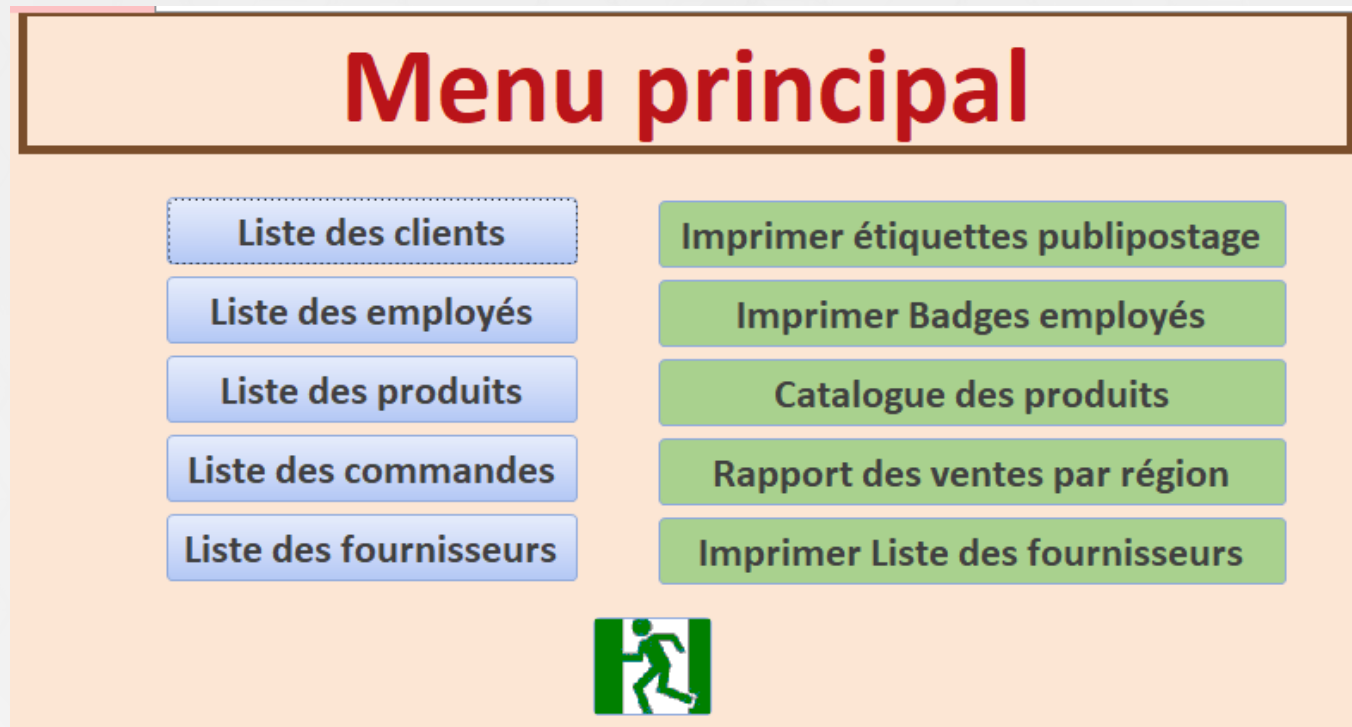 Menu principal
Liste des clients
Liste des employés
Liste des produits
Liste des commandes
Liste des fournisseurs
Imprimer étiquettes publipostage
Imprimer Badges employés
Catalogue des produits
Rapport des ventes par région
Imprimer Liste des fournisseurs